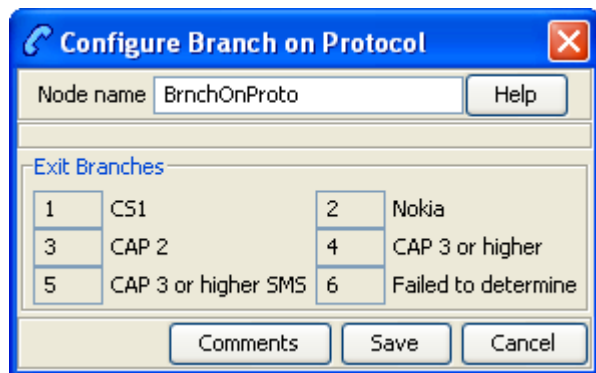 Configure Branch on Protocol
Node name BrnchOnProto Help
Exit Branches
1 CS1 2 Nokia
3 CAP 2 4 CAP 3 or higher
5 CAP 3 or higher SMS 6 Failed to determine
Comments Save Cancel